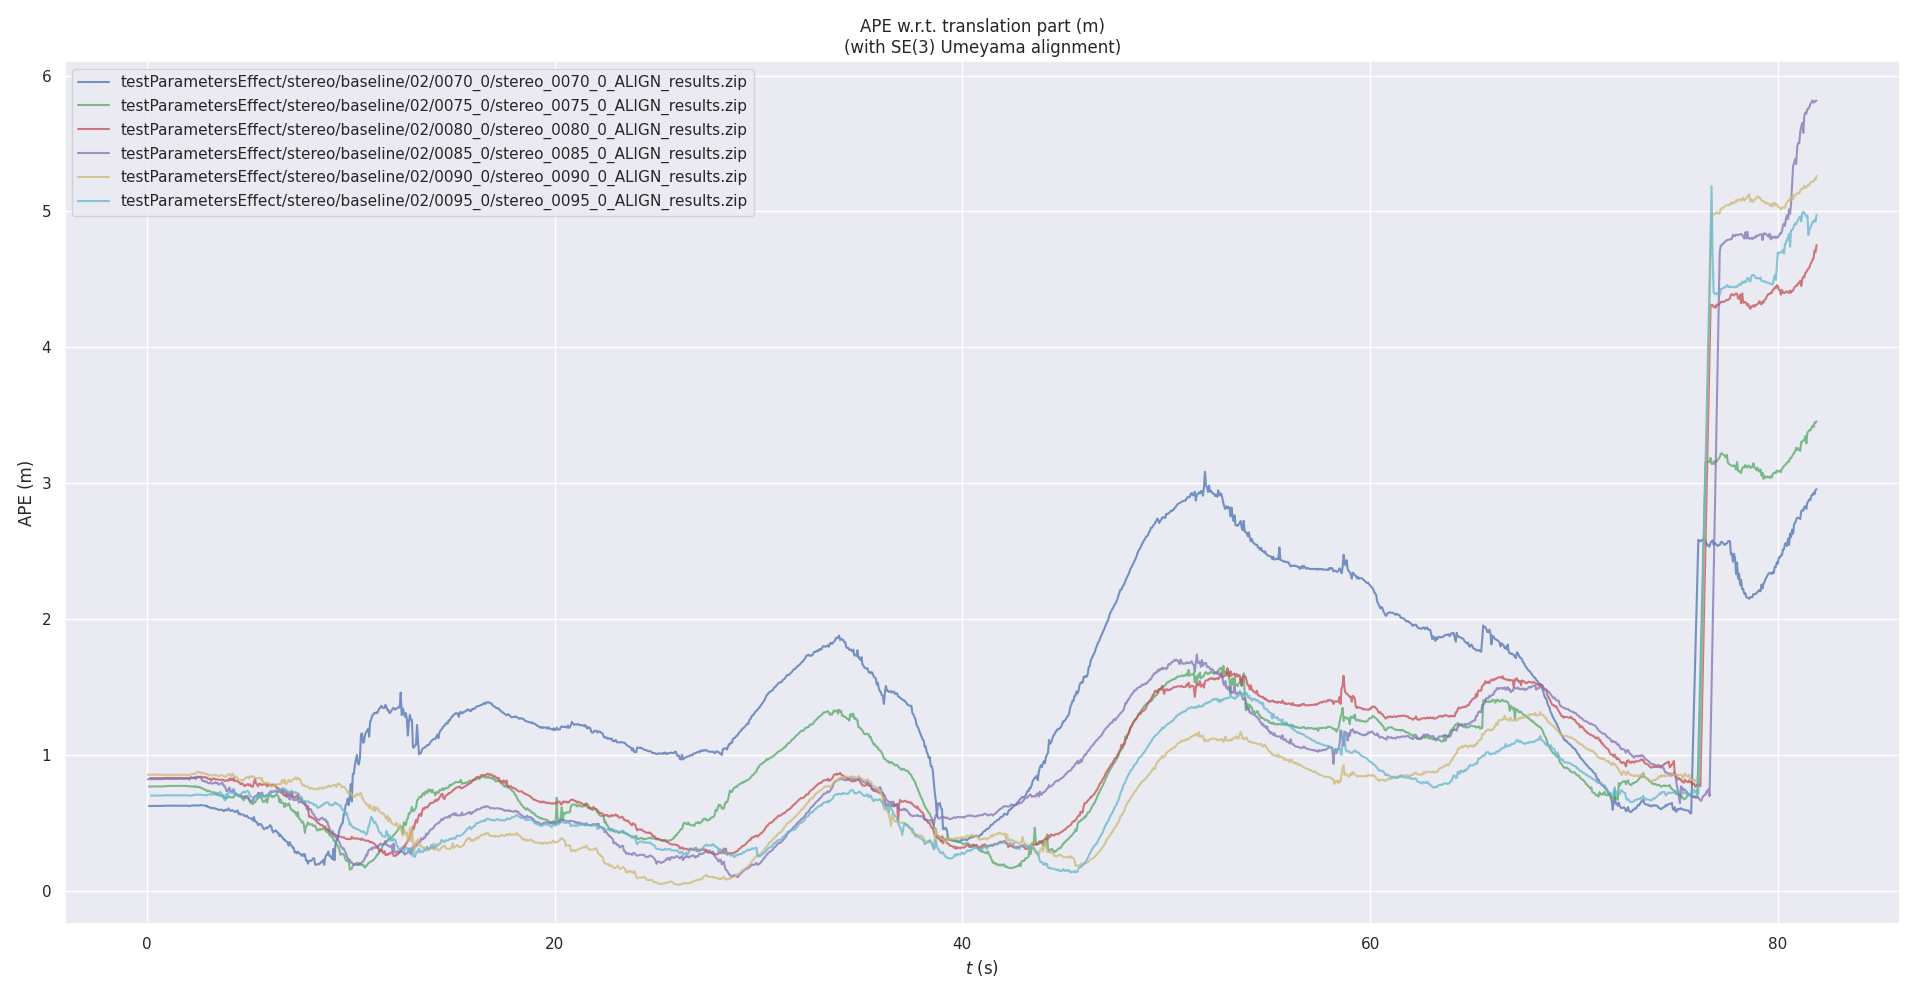 APE w.r.t. translation part (m)
(with SE(3) Umeyama alignment)
testParametersEffect/stereo/baseline/02/0070_0/stereo_0070_0_ALIGN_results.zip
testParametersEffect/stereo/baseline/02/0075_0/stereo_0075_0_ALIGN_results.zip
testParametersEffect/stereo/baseline/02/0080_0/stereo_0080_0_ALIGN_results.zip
testParametersEffect/stereo/baseline/02/0085_0/stereo_0085_0_ALIGN_results.zip
testParametersEffect/stereo/baseline/02/0090_0/stereo_0090_0_ALIGN_results.zip
testParametersEffect/stereo/baseline/02/0095_0/stereo_0095_0_ALIGN_results.zip
6
5
4
3
2
1
0
APE (m)
0 20 40 60 80
t (s)